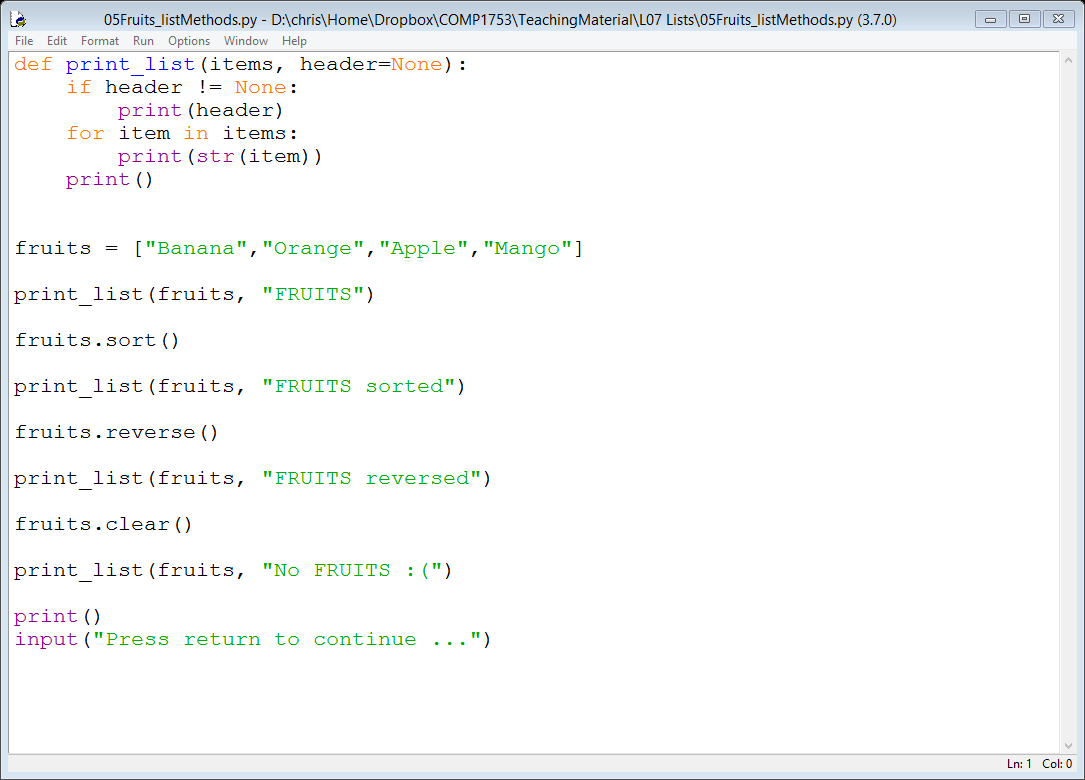 05Fruits_listMethods.py - D:\chris\Home\Dropbox\COMP1753\TeachingMaterial\L07 Lists\05Fruits_listMethods.py (3.7.0)
File Edit Format Run Options Window Help
def print_list(items, header=None):
    if header != None:
        print(header)
    for item in items:
        print(str(item))
    print()
fruits = ["Banana","Orange","Apple","Mango"]
print_list(fruits, "FRUITS")
fruits.sort()
print_list(fruits, "FRUITS sorted")
fruits.reverse()
print_list(fruits, "FRUITS reversed")
fruits.clear()
print_list(fruits, "No FRUITS :(")
print()
input("Press return to continue ...")
Ln: 1 Col: 0